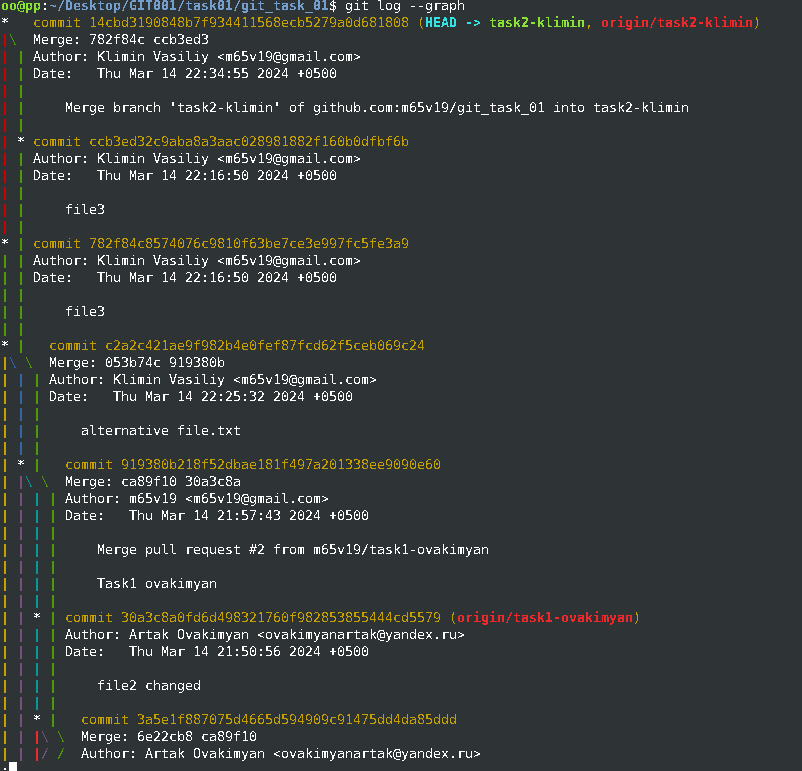 oo@pp:~/Desktop/GIT001/task01/git_task_01$ git log --graph
*   commit 14cbd3190848b7f934411568ecb5279a0d681808 (HEAD -> task2-klimin, origin/task2-klimin)
|\  Merge: 782f84c ccb3ed3
| | Author: Klimin Vasiliy <m65v19@gmail.com>
| | Date:   Thu Mar 14 22:34:55 2024 +0500
| |
| |     Merge branch 'task2-klimin' of github.com:m65v19/git_task_01 into task2-klimin
| |
| * commit ccb3ed32c9aba8a3aac028981882f160b0dfbf6b
| | Author: Klimin Vasiliy <m65v19@gmail.com>
| | Date:   Thu Mar 14 22:16:50 2024 +0500
| |
| |     file3
| |
* | commit 782f84c8574076c9810f63be7ce3e997fc5fe3a9
| | Author: Klimin Vasiliy <m65v19@gmail.com>
| | Date:   Thu Mar 14 22:16:50 2024 +0500
| |
| |     file3
| |
* |   commit c2a2c421ae9f982b4e0fef87fcd62f5ceb069c24
|\ \  Merge: 053b74c 919380b
| | | Author: Klimin Vasiliy <m65v19@gmail.com>
| | | Date:   Thu Mar 14 22:25:32 2024 +0500
| | |
| | |     alternative file.txt
| | |
| * |   commit 919380b218f52dbae181f497a201338ee9090e60
| |\ \  Merge: ca89f10 30a3c8a
| | | | Author: m65v19 <m65v19@gmail.com>
| | | | Date:   Thu Mar 14 21:57:43 2024 +0500
| | | |
| | | |     Merge pull request #2 from m65v19/task1-ovakimyan
| | | |
| | | |     Task1 ovakimyan
| | | |
| | * | commit 30a3c8a0fd6d498321760f982853855444cd5579 (origin/task1-ovakimyan)
| | | | Author: Artak Ovakimyan <ovakimyanartak@yandex.ru>
| | | | Date:   Thu Mar 14 21:50:56 2024 +0500
| | | |
| | | |     file2 changed
| | | |
| | * |   commit 3a5e1f887075d4665d594909c91475dd4da85ddd
| | |\ \  Merge: 6e22cb8 ca89f10
| | |/ /  Author: Artak Ovakimyan <ovakimyanartak@yandex.ru>
: